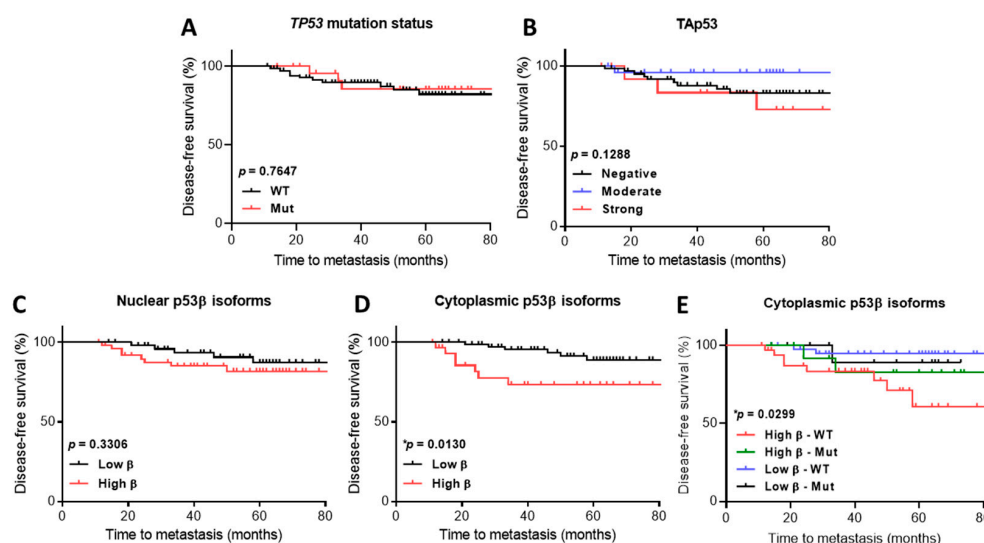 A
TP53 mutation status
Disease-free survival (%)
100
50
0
p = 0.7647
WT
Mut
0 20 40 60 80
Time to metastasis (months)
B
TAp53
Disease-free survival (%)
100
50
0
p = 0.1288
Negative
Moderate
Strong
0 20 40 60 80
Time to metastasis (months)
C
Nuclear p53β isoforms
Disease-free survival (%)
100
50
0
p = 0.3306
Low β
High β
0 20 40 60 80
Time to metastasis (months)
D
Cytoplasmic p53β isoforms
Disease-free survival (%)
100
50
0
*p = 0.0130
Low β
High β
0 20 40 60 80
Time to metastasis (months)
E
Cytoplasmic p53β isoforms
Disease-free survival (%)
100
50
0
*p = 0.0299
High β - WT
High β - Mut
Low β - WT
Low β - Mut
0 20 40 60 80
Time to metastasis (months)